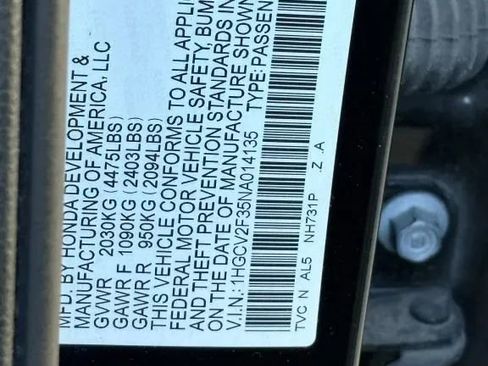 MFD. BY HONDA DEVELOPMENT &
MANUFACTURING OF AMERICA, LLC
GVWR 2030KG (4475LBS)
GAWR F 1090KG (2403LBS)
GAWR R 950KG (2094LBS)
THIS VEHICLE CONFORMS TO ALL APPLI
FEDERAL MOTOR VEHICLE SAFETY, BUM
AND THEFT PREVENTION STANDARDS IN
ON THE DATE OF MANUFACTURE SHOWN
V.I.N.: 1HGCV2F35NA014135 TYPE: PASSEN
TVC N AL5 NH731P Z A